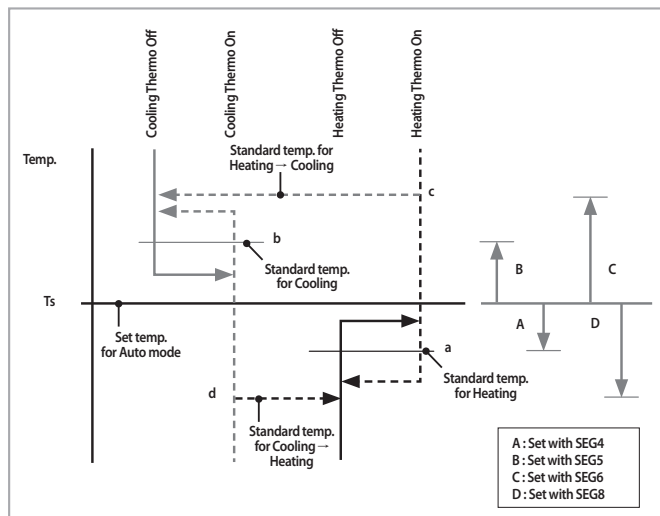 Cooling Thermo Off
Cooling Thermo On
Heating Thermo Off
Heating Thermo On
Temp.
Standard temp. for
Heating → Cooling
c
b
Standard temp.
for Cooling
B
C
Ts
Set temp.
for Auto mode
A
D
a
Standard temp.
for Heating
d
Standard temp.
for Cooling →
Heating
A : Set with SEG4
B : Set with SEG5
C : Set with SEG6
D : Set with SEG8